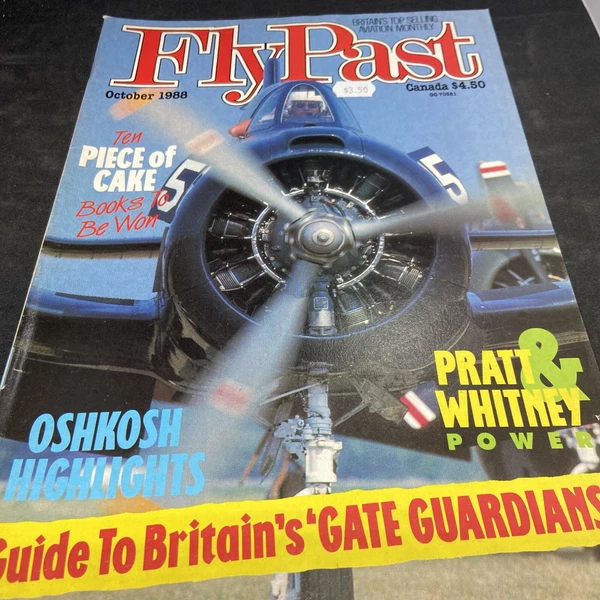 BRITAIN'S TOP SELLING
AVIATION MONTHLY
FlyPast
October 1988
$3.50
Canada $4.50
Ten
PIECE of
CAKE
Books To
Be Won
5
5
PRATT &
WHITNEY
POWER
OSHKOSH
HIGHLIGHTS
Guide To Britain's 'GATE GUARDIANS'